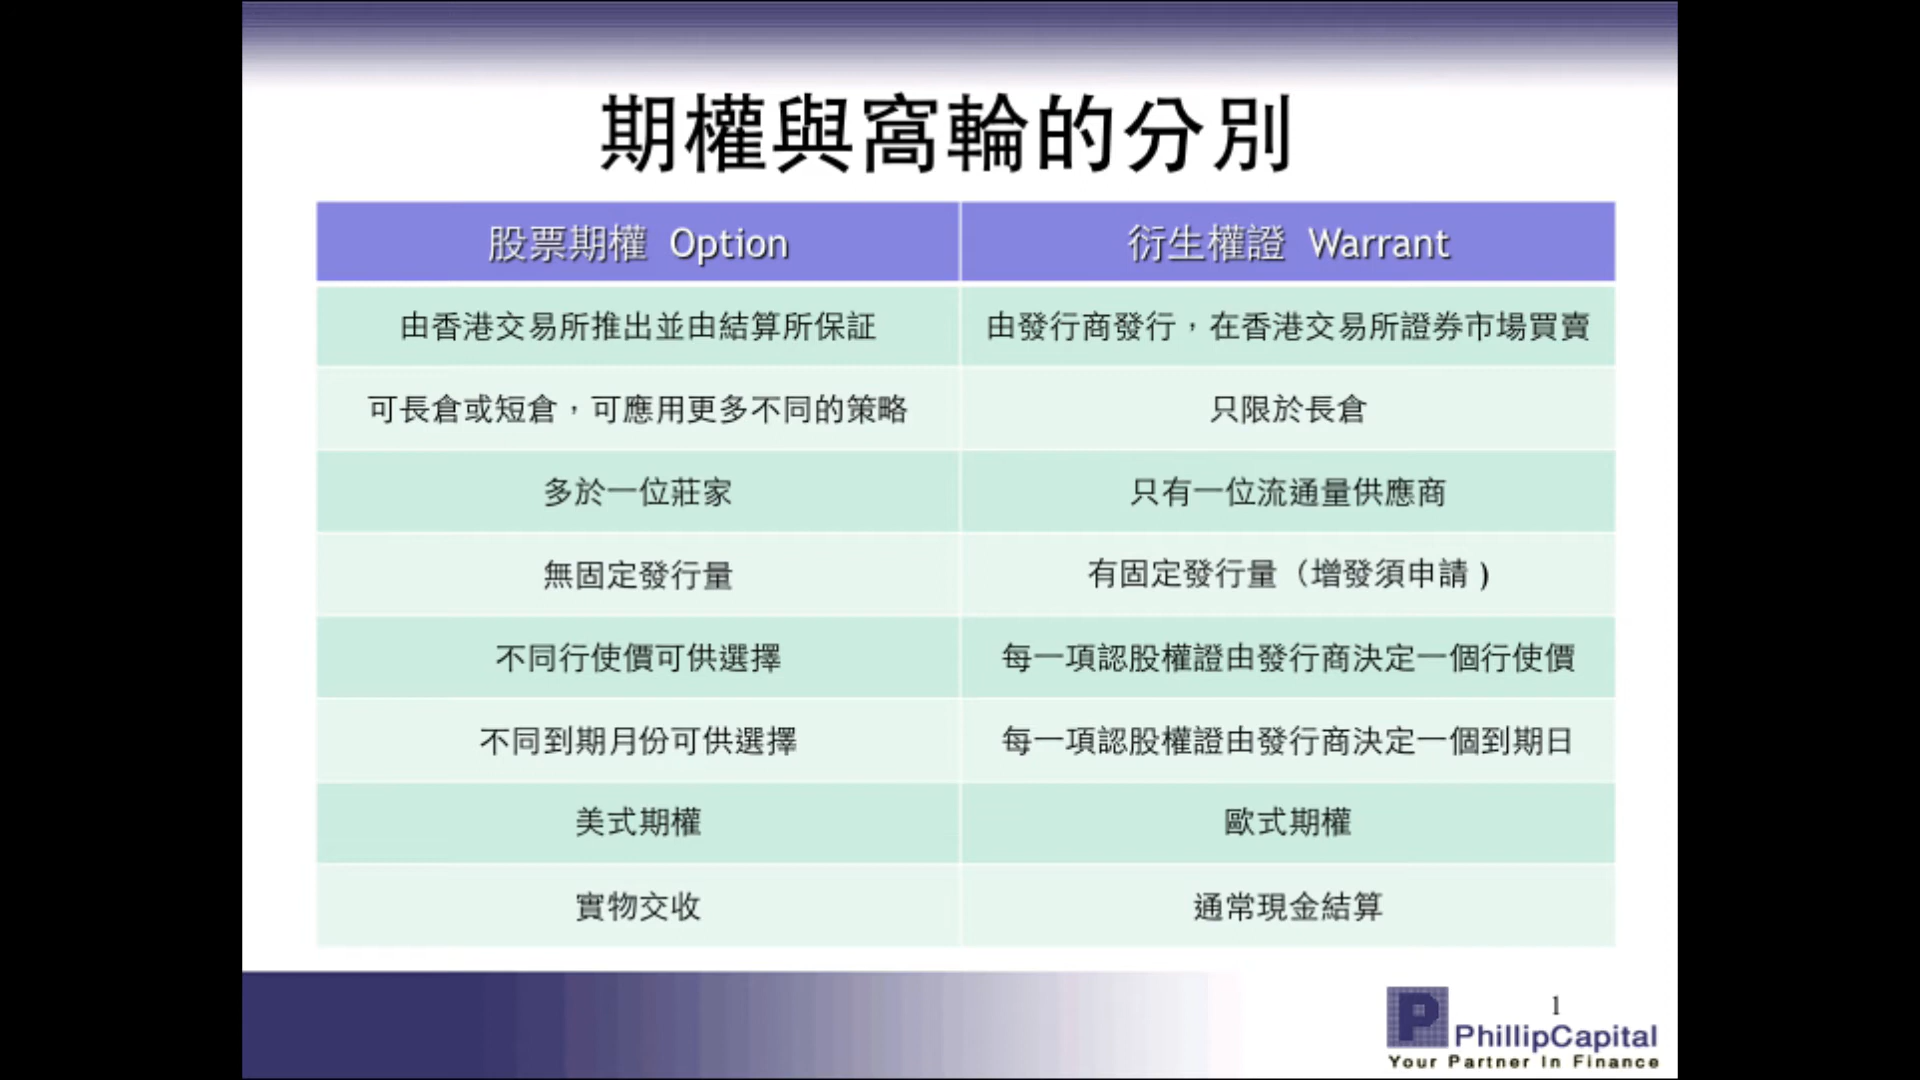 期權與窩輪的分別
股票期權 Option
衍生權證 Warrant
由香港交易所推出並由結算所保証
由發行商發行，在香港交易所證券市場買賣
可長倉或短倉，可應用更多不同的策略
只限於長倉
多於一位莊家
只有一位流通量供應商
無固定發行量
有固定發行量（增發須申請 )
不同行使價可供選擇
每一項認股權證由發行商決定一個行使價
不同到期月份可供選擇
每一項認股權證由發行商決定一個到期日
美式期權
歐式期權
實物交收
通常現金結算
1
PhillipCapital
Your Partner In Finance